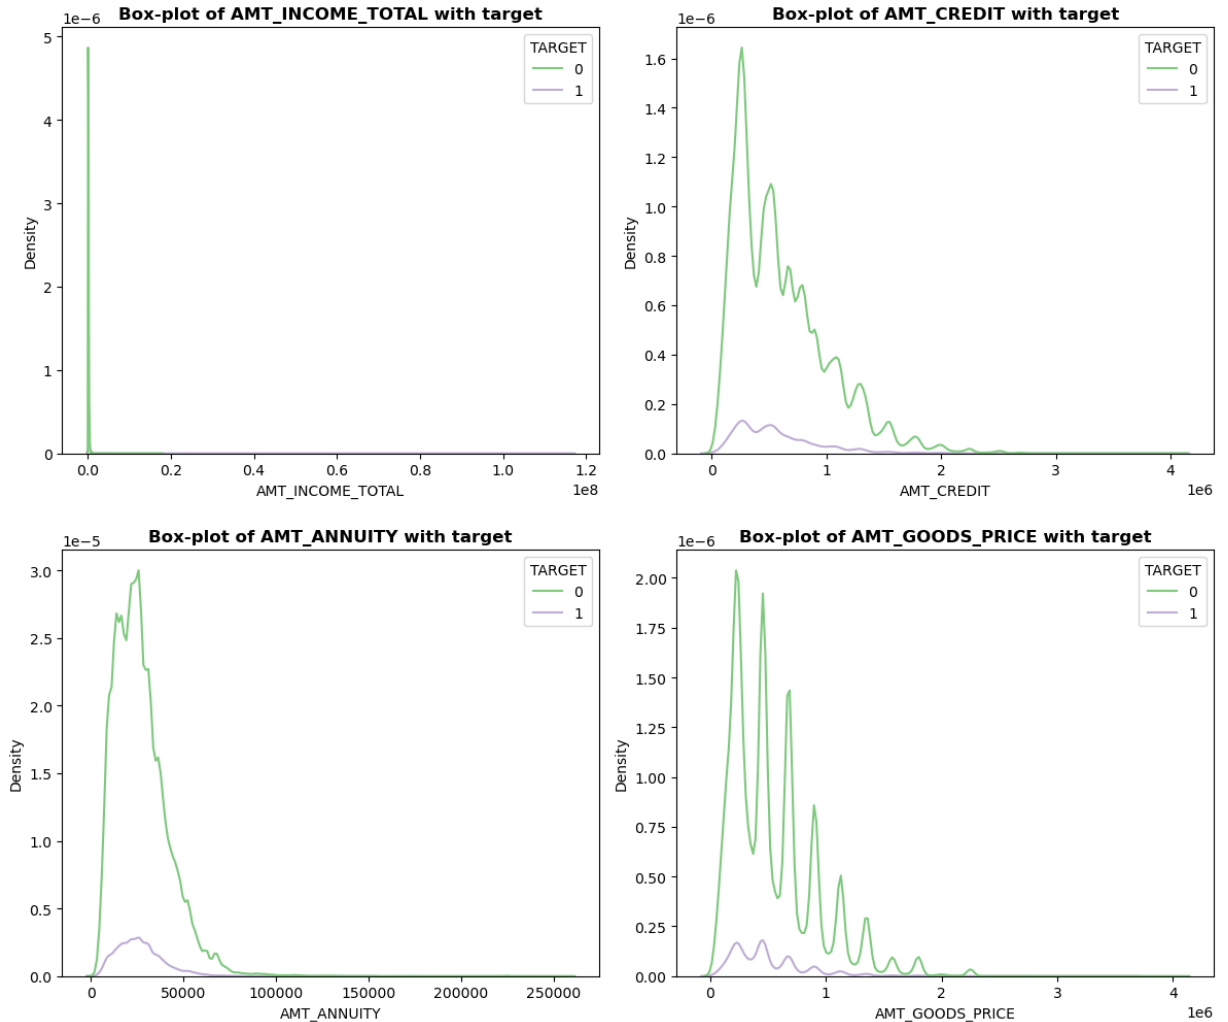 Box-plot of AMT_INCOME_TOTAL with target
1e−6
5
4
3
2
1
0
Density
TARGET
0
1
0.0 0.2 0.4 0.6 0.8 1.0 1.2
1e8
AMT_INCOME_TOTAL
Box-plot of AMT_CREDIT with target
1e−6
1.6
1.4
1.2
1.0
0.8
0.6
0.4
0.2
0.0
Density
TARGET
0
1
0 1 2 3 4
1e6
AMT_CREDIT
Box-plot of AMT_ANNUITY with target
1e−5
3.0
2.5
2.0
1.5
1.0
0.5
0.0
Density
TARGET
0
1
0 50000 100000 150000 200000 250000
AMT_ANNUITY
Box-plot of AMT_GOODS_PRICE with target
1e−6
2.00
1.75
1.50
1.25
1.00
0.75
0.50
0.25
0.00
Density
TARGET
0
1
0 1 2 3 4
1e6
AMT_GOODS_PRICE